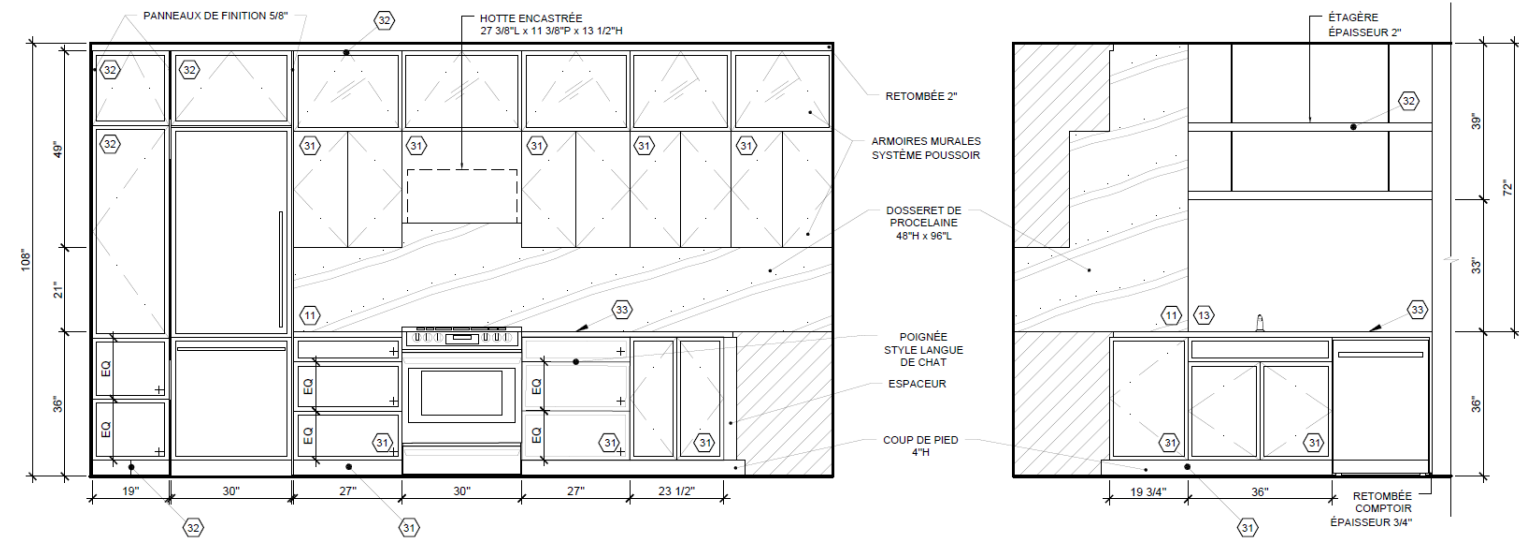 PANNEAUX DE FINITION 5/8"
32
HOTTE ENCASTRÉE
27 3/8"L x 11 3/8"P x 13 1/2"H
32
32
32
31
31
31
31
31
RETOMBÉE 2"
ARMOIRES MURALES
SYSTÈME POUSSOIR
DOSSERET DE
PROCELAINE
48"H x 96"L
11
33
POIGNÉE
STYLE LANGUE
DE CHAT
ESPACEUR
COUP DE PIED
4"H
108"
49"
21"
36"
EQ
EQ
EQ
EQ
EQ
EQ
31
31
31
19"
30"
27"
30"
27"
23 1/2"
32
31
ÉTAGÈRE
ÉPAISSEUR 2"
32
39"
72"
33"
36"
11
13
33
31
31
19 3/4"
36"
31
RETOMBÉE
COMPTOIR
ÉPAISSEUR 3/4"